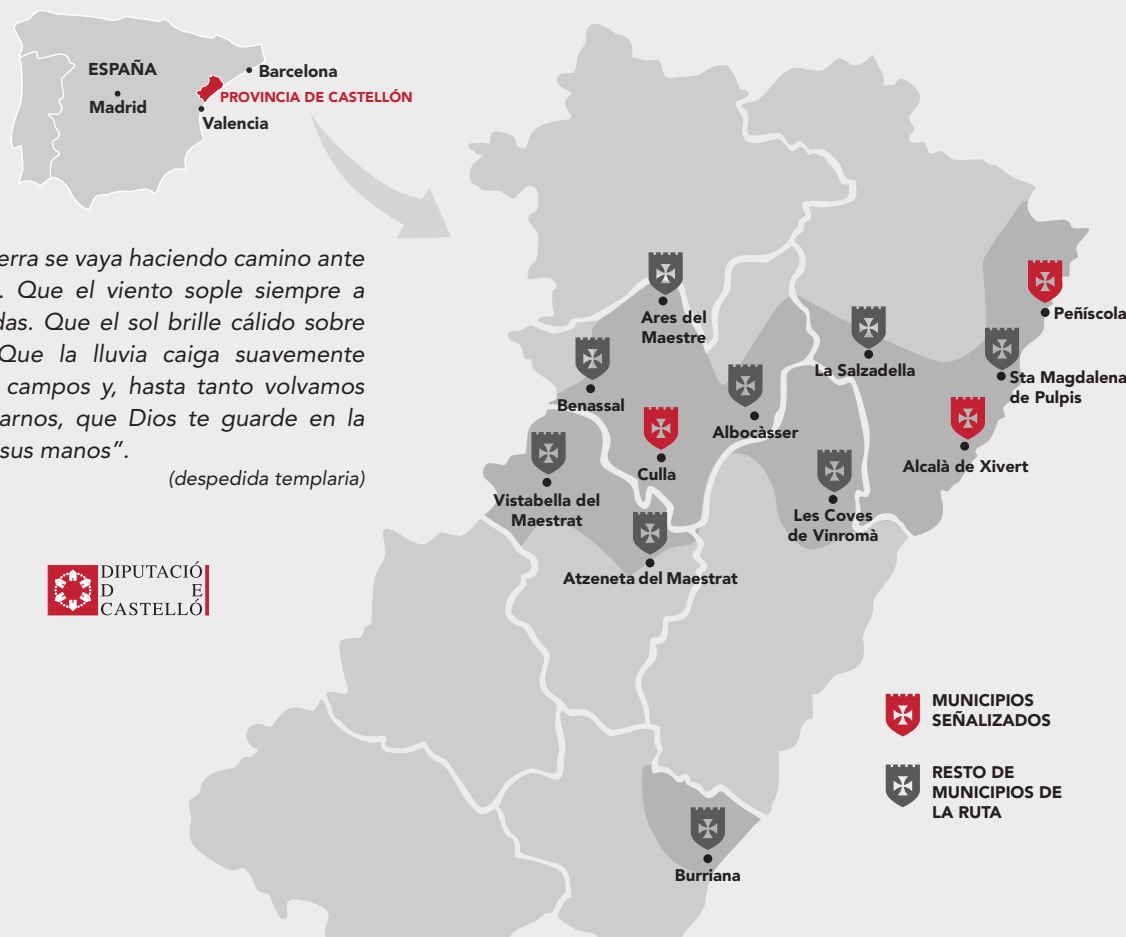 ESPAÑA
Barcelona
Madrid
PROVINCIA DE CASTELLÓN
Valencia
erra se vaya haciendo camino ante
. Que el viento sople siempre a
das. Que el sol brille cálido sobre
Que la lluvia caiga suavemente
campos y, hasta tanto volvamos
arnos, que Dios te guarde en la
sus manos”.
(despedida templaria)
DIPUTACIÓ
D E
CASTELLÓ
Ares del
Maestre
Peñíscola
La Salzadella
Sta Magdalena
de Pulpis
Benassal
Albocàsser
Culla
Alcalà de Xivert
Vistabella del
Maestrat
Les Coves
de Vinromà
Atzeneta del Maestrat
Burriana
MUNICIPIOS
SEÑALIZADOS
RESTO DE
MUNICIPIOS DE
LA RUTA